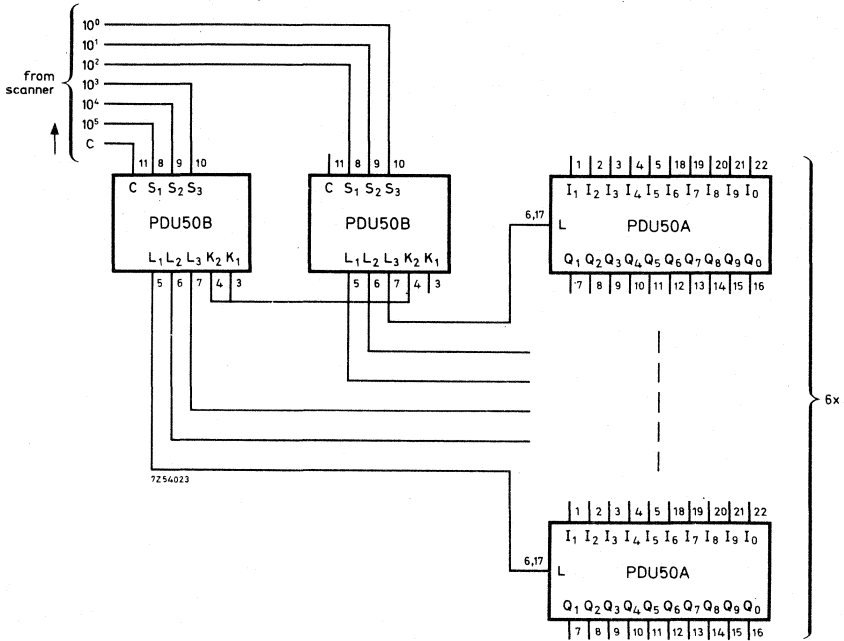 from
scanner
10⁰
10¹
10²
10³
10⁴
10⁵
C
11 8 9 10
C S₁ S₂ S₃
PDU50B
L₁ L₂ L₃ K₂ K₁
5 6 7 4 3
11 8 9 10
C S₁ S₂ S₃
PDU50B
L₁ L₂ L₃ K₂ K₁
5 6 7 4 3
1 2 3 4 5 18 19 20 21 22
I₁ I₂ I₃ I₄ I₅ I₆ I₇ I₈ I₉ I₀
6,17
L
PDU50A
Q₁ Q₂ Q₃ Q₄ Q₅ Q₆ Q₇ Q₈ Q₉ Q₀
7 8 9 10 11 12 13 14 15 16
6x
7Z54023
1 2 3 4 5 18 19 20 21 22
I₁ I₂ I₃ I₄ I₅ I₆ I₇ I₈ I₉ I₀
6,17
L
PDU50A
Q₁ Q₂ Q₃ Q₄ Q₅ Q₆ Q₇ Q₈ Q₉ Q₀
7 8 9 10 11 12 13 14 15 16